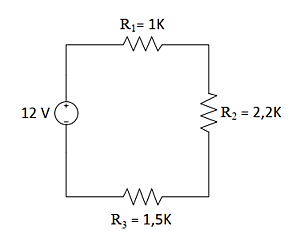 R₁= 1K
12 V
+
−
R₂ = 2,2K
R₃ = 1,5K